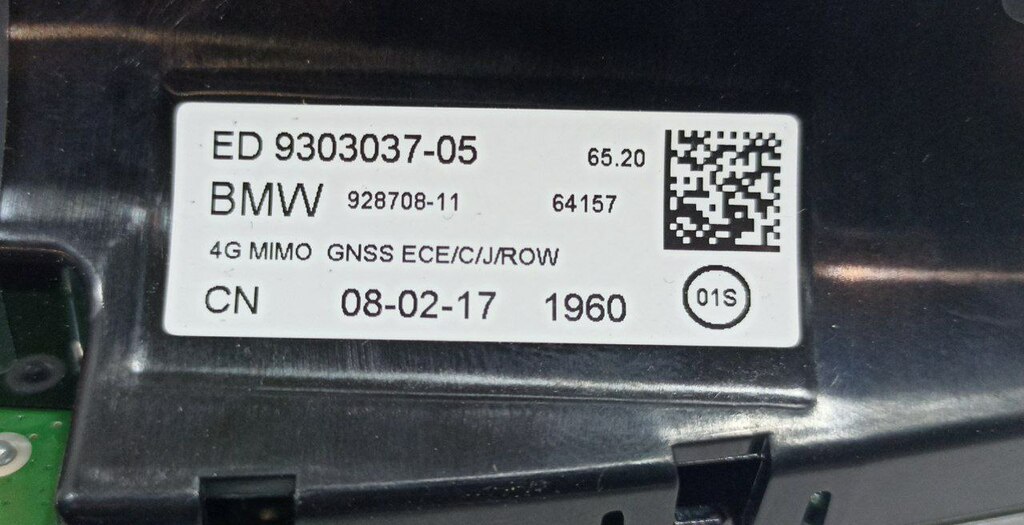 ED 9303037-05 65.20
BMW 928708-11 64157
4G MIMO GNSS ECE/C/J/ROW
CN 08-02-17 1960 01S